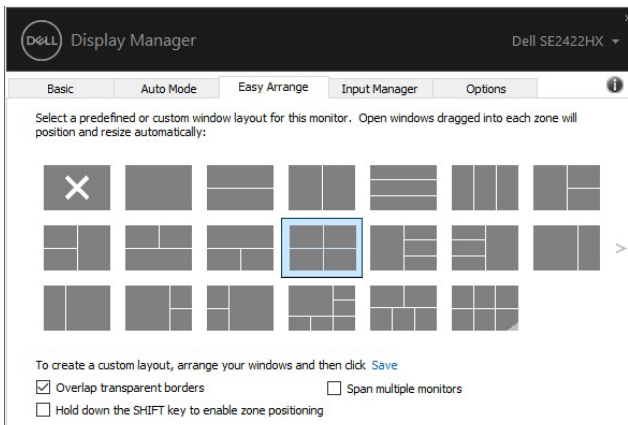 DELL Display Manager
Dell SE2422HX
Basic
Auto Mode
Easy Arrange
Input Manager
Options
Select a predefined or custom window layout for this monitor. Open windows dragged into each zone will
position and resize automatically:
To create a custom layout, arrange your windows and then click Save
Overlap transparent borders
Span multiple monitors
Hold down the SHIFT key to enable zone positioning